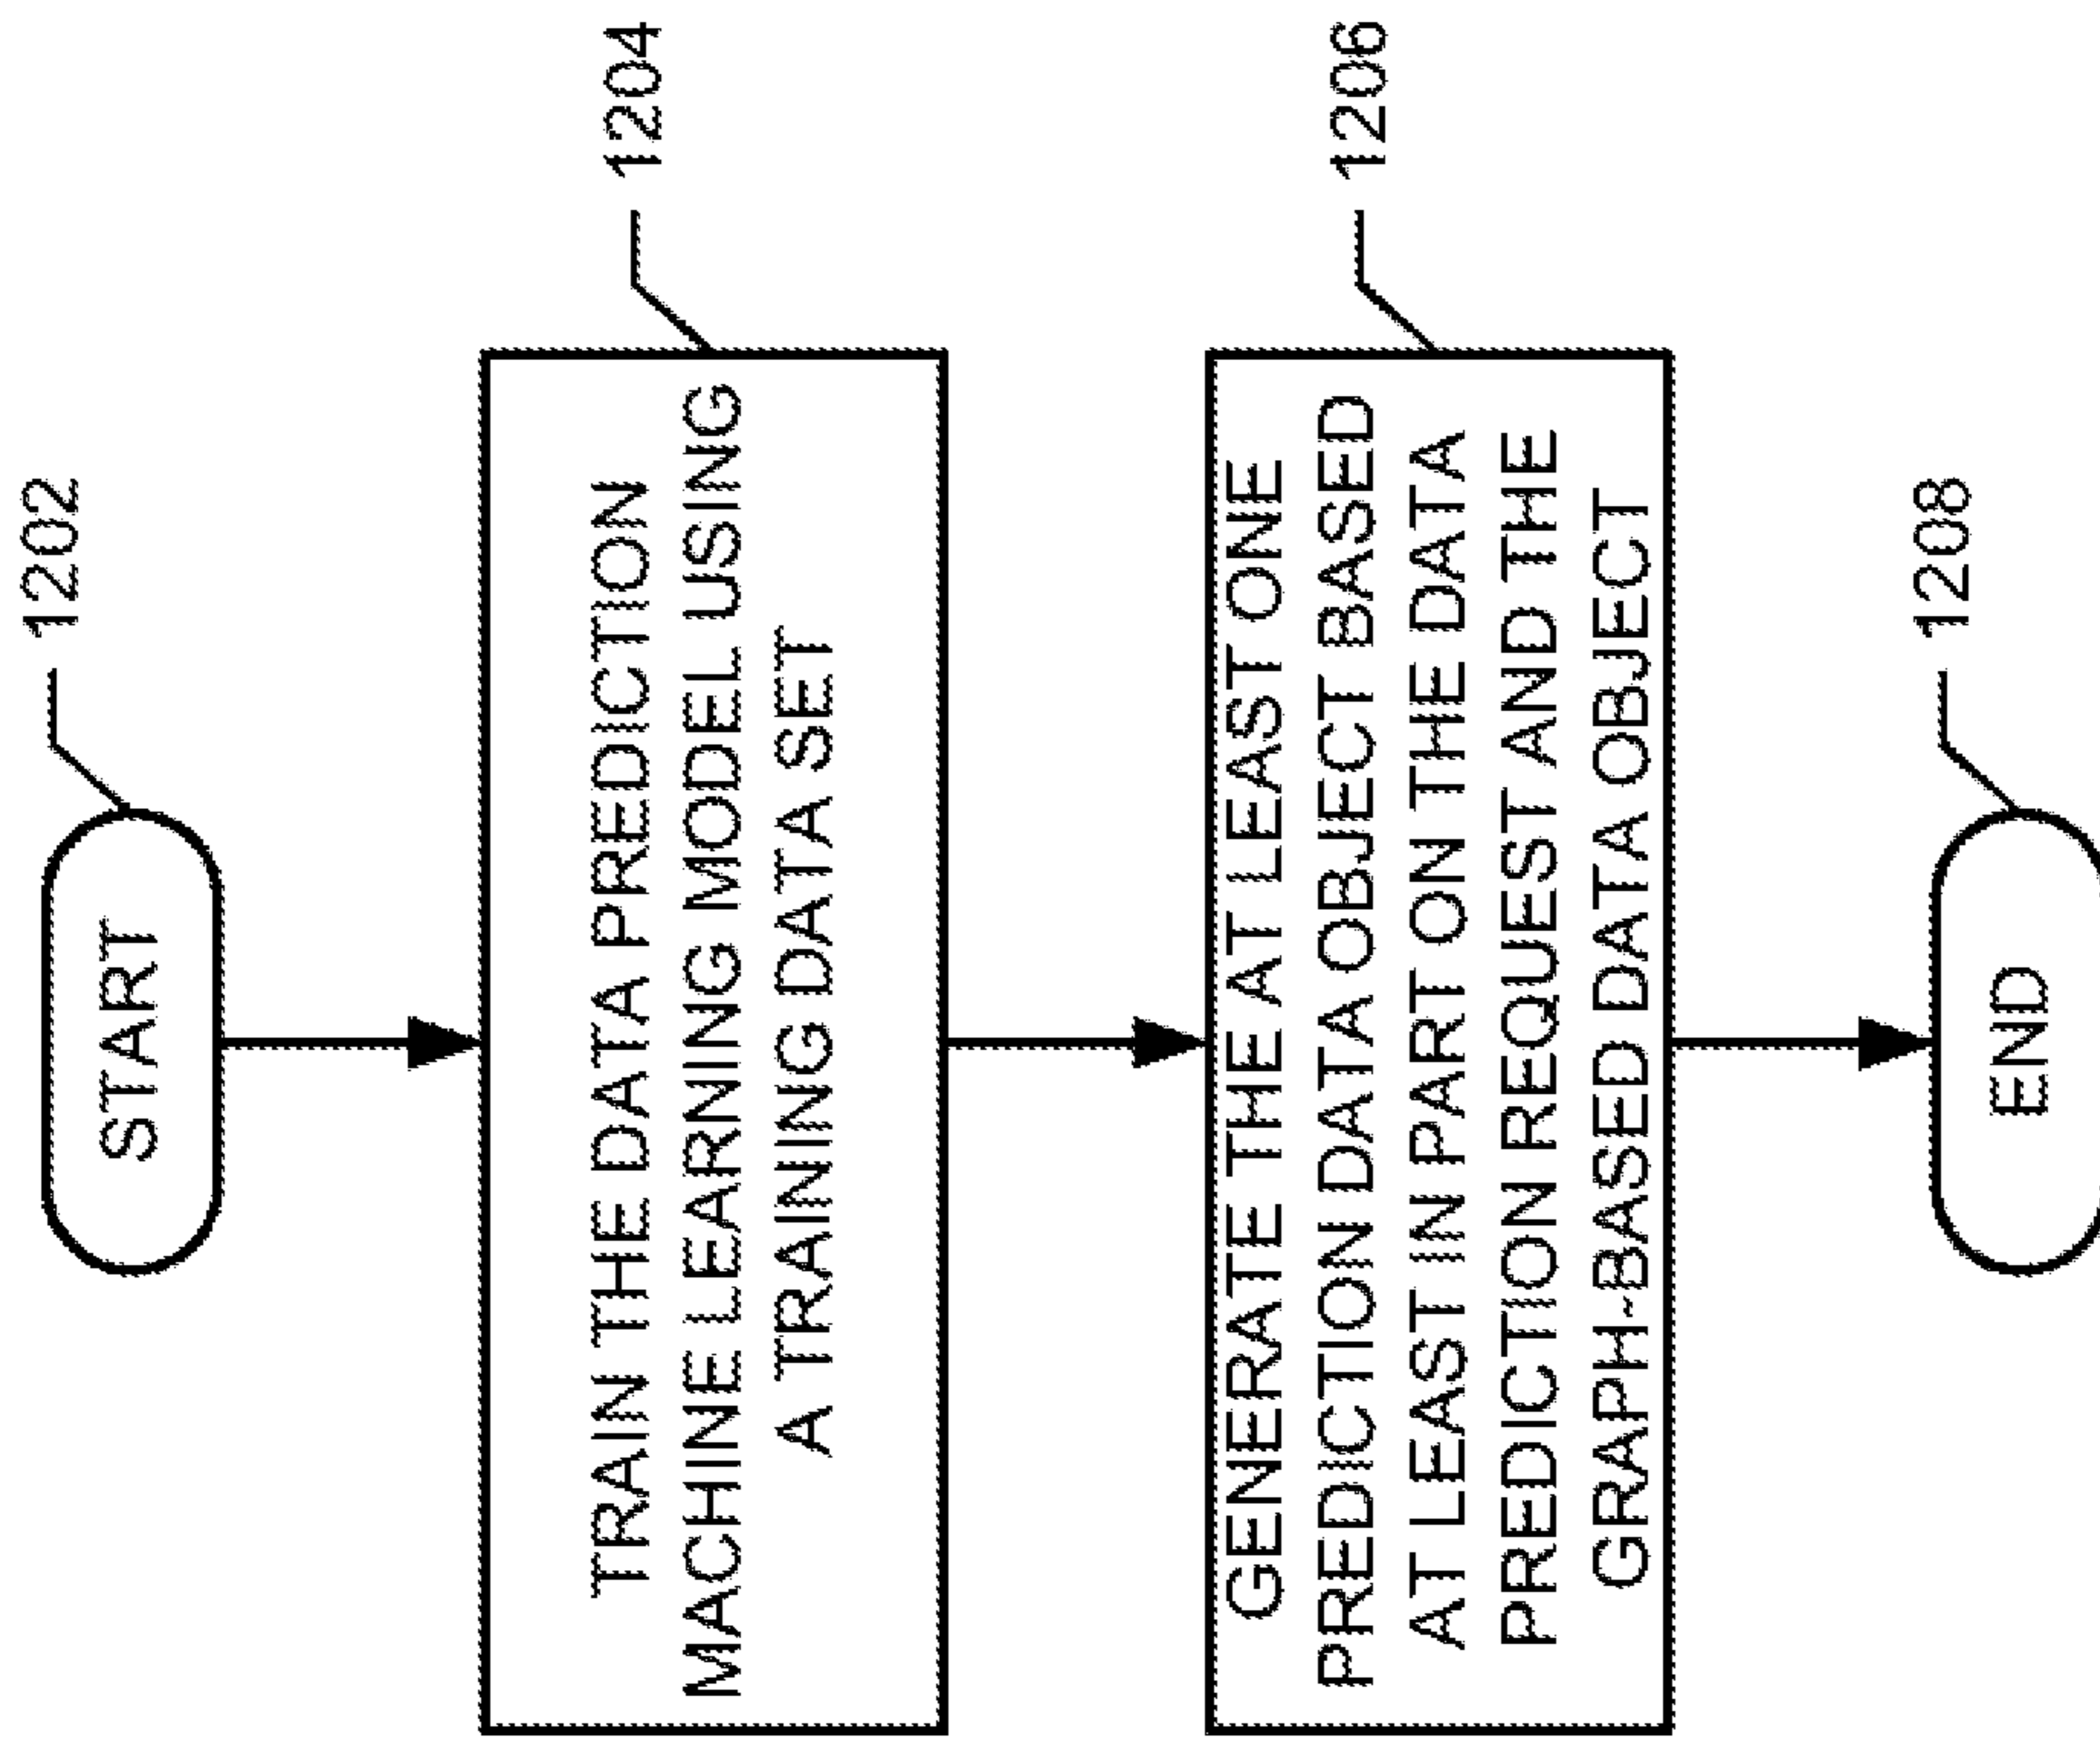 1202
START
1204
TRAIN THE DATA PREDICTION
MACHINE LEARNING MODEL USING
A TRAINING DATA SET
1206
GENERATE THE AT LEAST ONE
PREDICTION DATA OBJECT BASED
AT LEAST IN PART ON THE DATA
PREDICTION REQUEST AND THE
GRAPH-BASED DATA OBJECT
1208
END